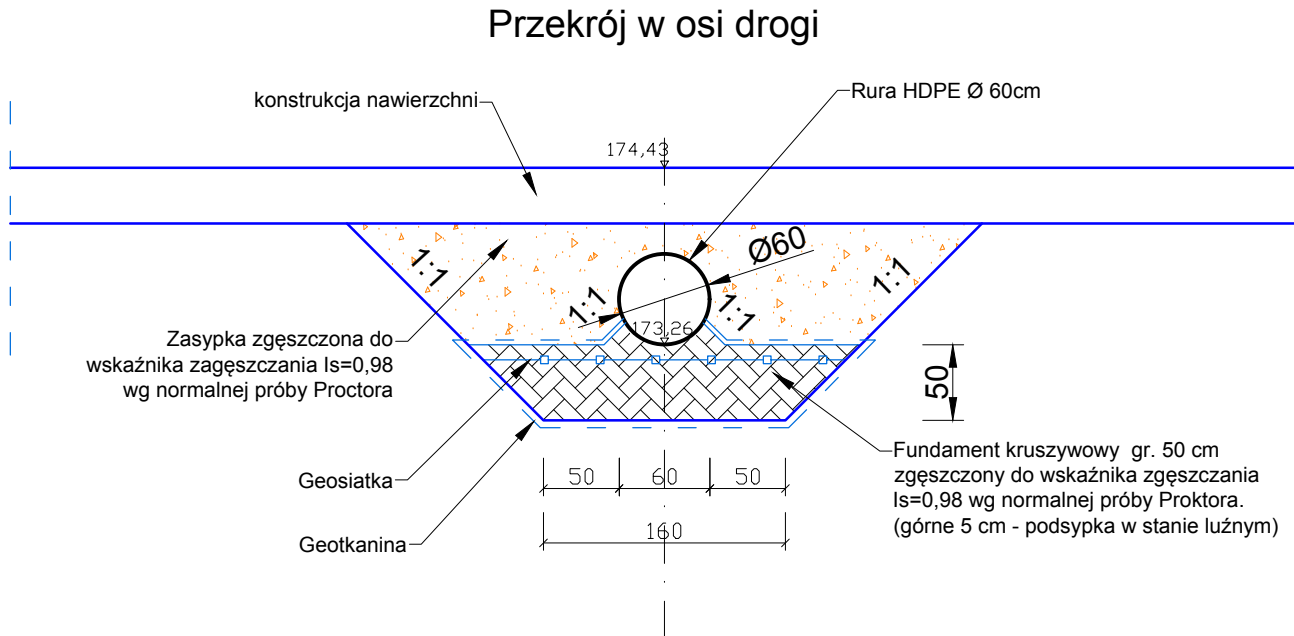 Przekrój w osi drogi
konstrukcja nawierzchni
Rura HDPE Ø 60cm
174,43
Ø60
1:1
1:1
1:1
1:1
173,26
Zasypka zgęszczona do
wskaźnika zagęszczania Is=0,98
wg normalnej próby Proctora
50
Fundament kruszywowy gr. 50 cm
zgęszczony do wskaźnika zgęszczania
Is=0,98 wg normalnej próby Proktora.
(górne 5 cm - podsypka w stanie luźnym)
Geosiatka
50 60 50
160
Geotkanina